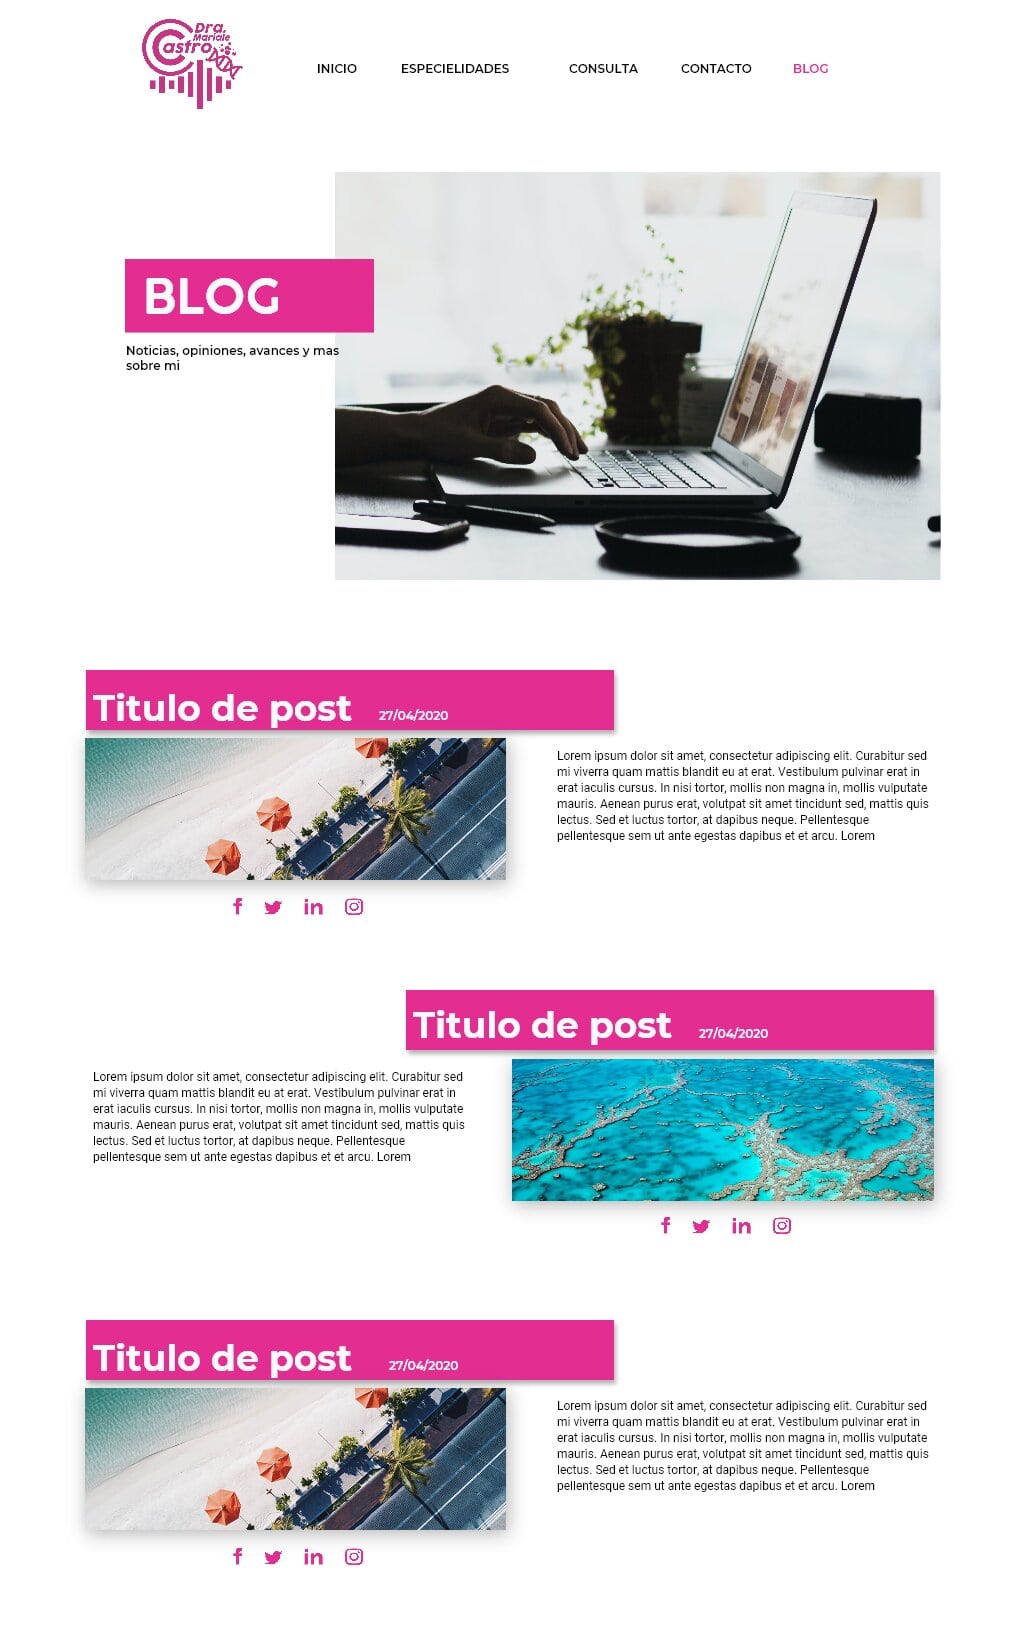 Dra.
Mariale
Castro
INICIO
ESPECIELIDADES
CONSULTA
CONTACTO
BLOG
BLOG
Noticias, opiniones, avances y mas
sobre mi
Titulo de post
27/04/2020
Lorem ipsum dolor sit amet, consectetur adipiscing elit. Curabitur sed
mi viverra quam mattis blandit eu at erat. Vestibulum pulvinar erat in
erat iaculis cursus. In nisi tortor, mollis non magna in, mollis vulputate
mauris. Aenean purus erat, volutpat sit amet tincidunt sed, mattis quis
lectus. Sed et luctus tortor, at dapibus neque. Pellentesque
pellentesque sem ut ante egestas dapibus et et arcu. Lorem
Titulo de post
27/04/2020
Lorem ipsum dolor sit amet, consectetur adipiscing elit. Curabitur sed
mi viverra quam mattis blandit eu at erat. Vestibulum pulvinar erat in
erat iaculis cursus. In nisi tortor, mollis non magna in, mollis vulputate
mauris. Aenean purus erat, volutpat sit amet tincidunt sed, mattis quis
lectus. Sed et luctus tortor, at dapibus neque. Pellentesque
pellentesque sem ut ante egestas dapibus et et arcu. Lorem
Titulo de post
27/04/2020
Lorem ipsum dolor sit amet, consectetur adipiscing elit. Curabitur sed
mi viverra quam mattis blandit eu at erat. Vestibulum pulvinar erat in
erat iaculis cursus. In nisi tortor, mollis non magna in, mollis vulputate
mauris. Aenean purus erat, volutpat sit amet tincidunt sed, mattis quis
lectus. Sed et luctus tortor, at dapibus neque. Pellentesque
pellentesque sem ut ante egestas dapibus et et arcu. Lorem